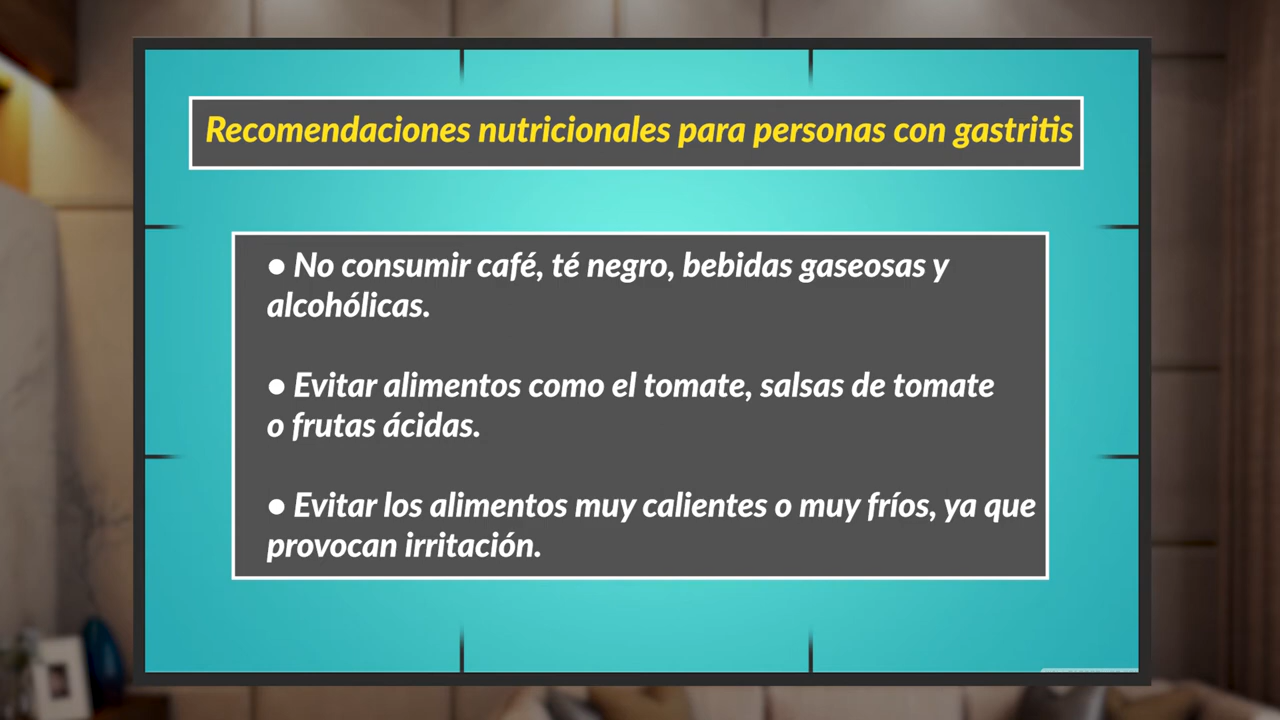 Recomendaciones nutricionales para personas con gastritis
● No consumir café, té negro, bebidas gaseosas y
alcohólicas.
● Evitar alimentos como el tomate, salsas de tomate
o frutas ácidas.
● Evitar los alimentos muy calientes o muy fríos, ya que
provocan irritación.